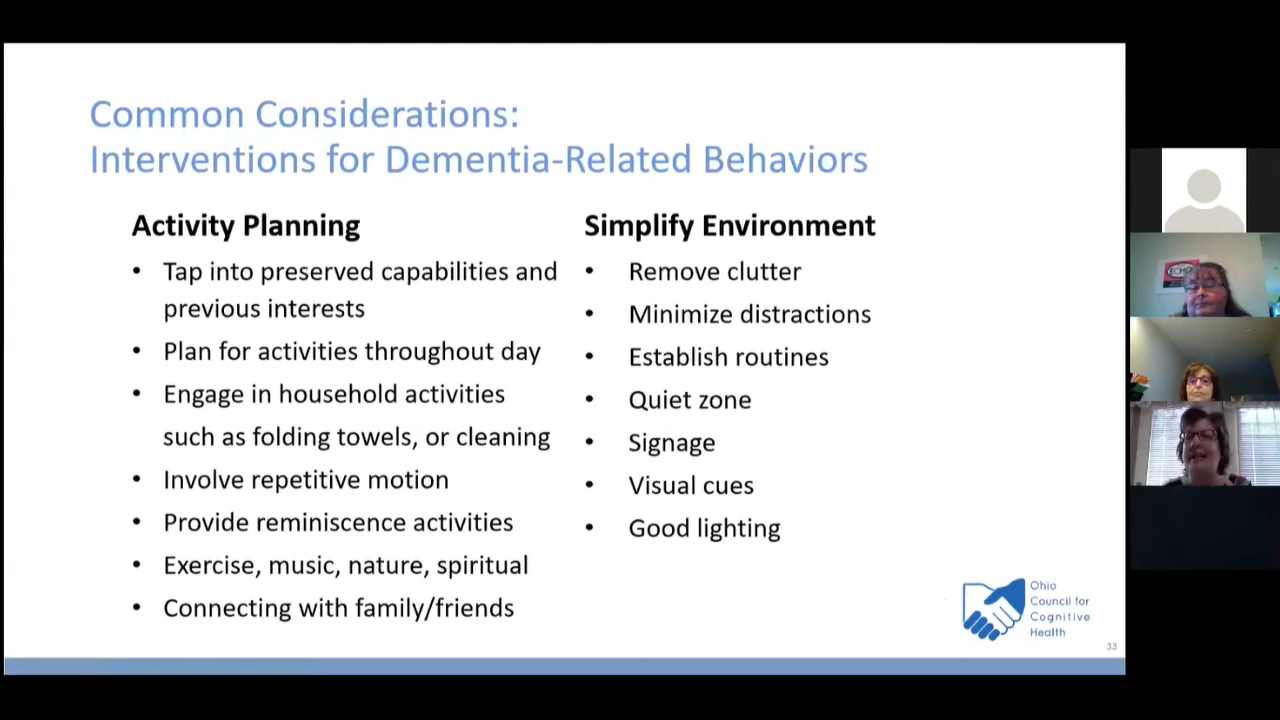 Common Considerations:
Interventions for Dementia-Related Behaviors
Activity Planning
• Tap into preserved capabilities and
previous interests
• Plan for activities throughout day
• Engage in household activities
such as folding towels, or cleaning
• Involve repetitive motion
• Provide reminiscence activities
• Exercise, music, nature, spiritual
• Connecting with family/friends
Simplify Environment
• Remove clutter
• Minimize distractions
• Establish routines
• Quiet zone
• Signage
• Visual cues
• Good lighting
Ohio
Council for
Cognitive
Health
33
ECHO